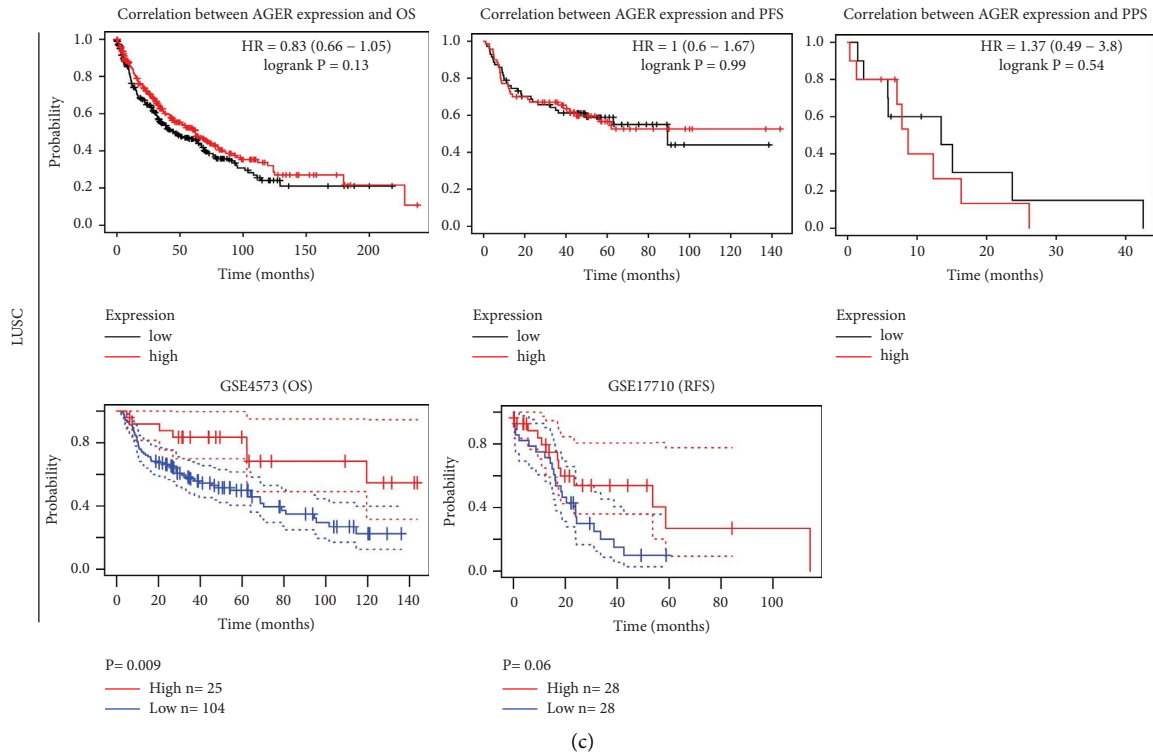 Correlation between AGER expression and OS
HR = 0.83 (0.66 – 1.05)
logrank P = 0.13
1.0
0.8
0.6
0.4
0.2
0.0
Probability
0 50 100 150 200
Time (months)
Expression
low
high
Correlation between AGER expression and PFS
HR = 1 (0.6 – 1.67)
logrank P = 0.99
1.0
0.8
0.6
0.4
0.2
0.0
0 20 40 60 80 100 120 140
Time (months)
Expression
low
high
Correlation between AGER expression and PPS
HR = 1.37 (0.49 – 3.8)
logrank P = 0.54
1.0
0.8
0.6
0.4
0.2
0.0
0 10 20 30 40
Time (months)
Expression
low
high
LUSC
GSE4573 (OS)
0.8
0.4
0.0
Probability
0 20 40 60 80 100 120 140
Time (months)
P= 0.009
High n= 25
Low n= 104
GSE17710 (RFS)
0.8
0.4
0.0
Probability
0 20 40 60 80 100
Time (months)
P= 0.06
High n= 28
Low n= 28
(c)